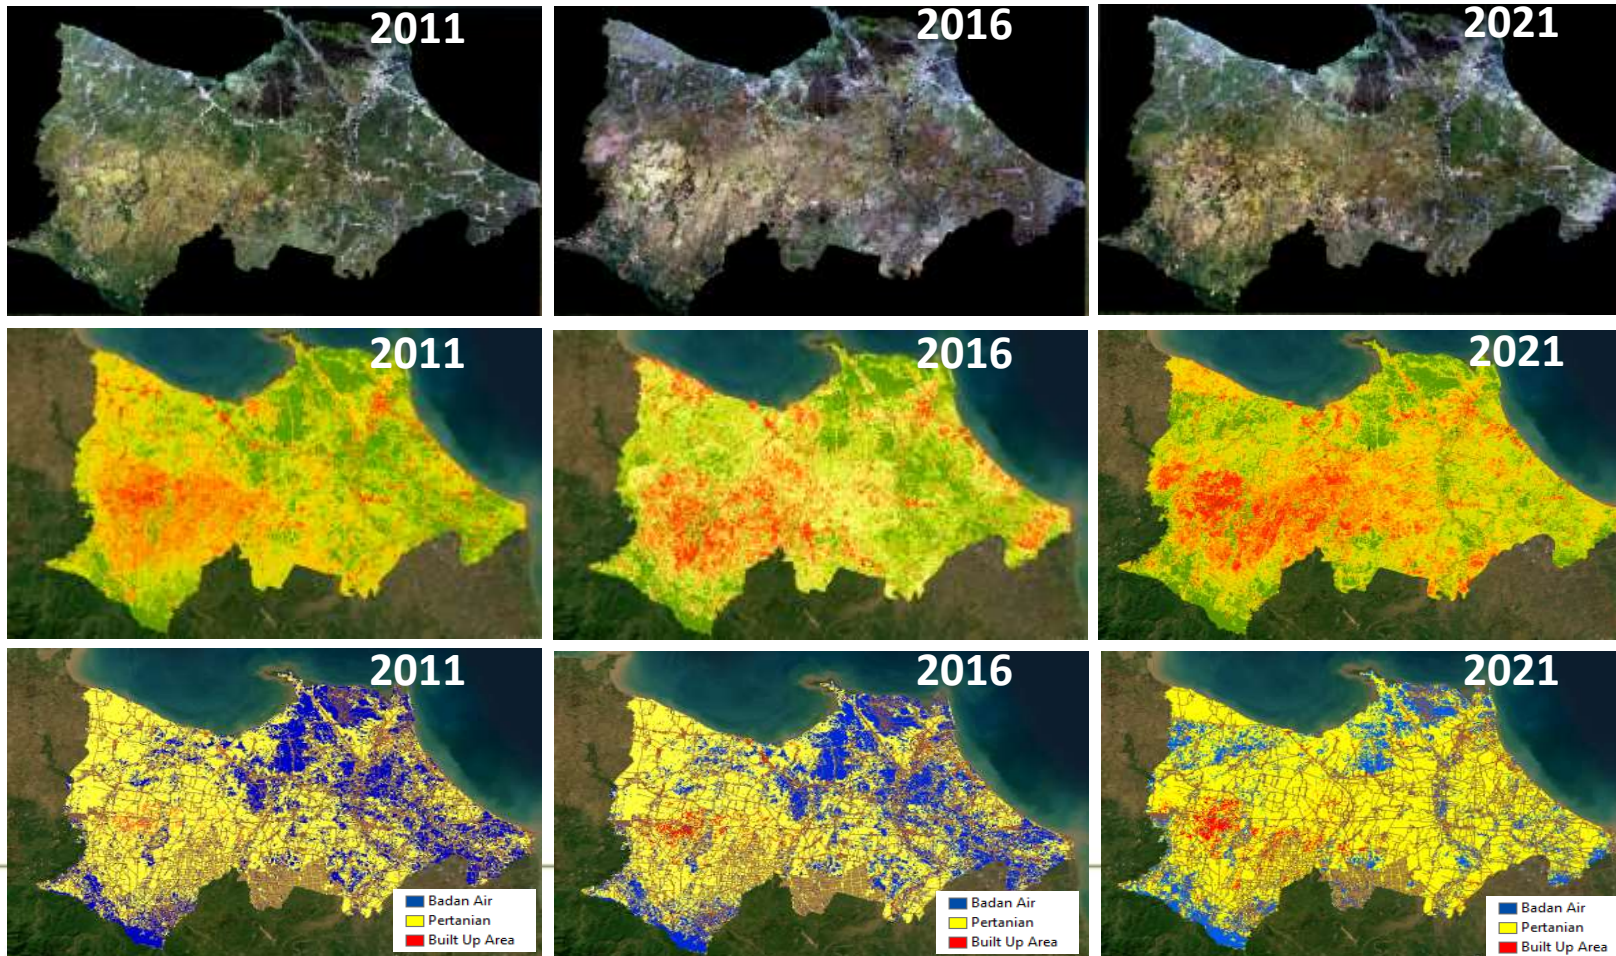 2011
2016
2021
2011
2016
2021
2011
2016
2021
Badan Air
Pertanian
Built Up Area
Badan Air
Pertanian
Built Up Area
Badan Air
Pertanian
Built Up Area